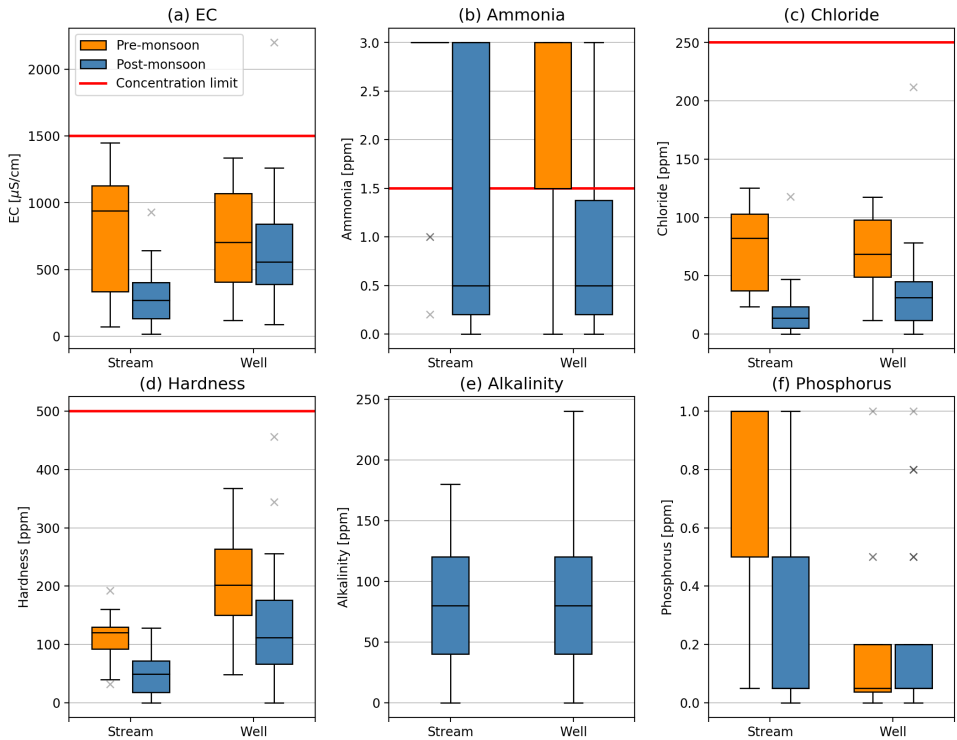 (a) EC
(b) Ammonia
(c) Chloride
Pre-monsoon
Post-monsoon
Concentration limit
EC [µS/cm]
2000
1500
1000
500
0
Stream
Well
Ammonia [ppm]
3.0
2.5
2.0
1.5
1.0
0.5
0.0
Stream
Well
Chloride [ppm]
250
200
150
100
50
0
Stream
Well
(d) Hardness
(e) Alkalinity
(f) Phosphorus
Hardness [ppm]
500
400
300
200
100
0
Stream
Well
Alkalinity [ppm]
250
200
150
100
50
0
Stream
Well
Phosphorus [ppm]
1.0
0.8
0.6
0.4
0.2
0.0
Stream
Well